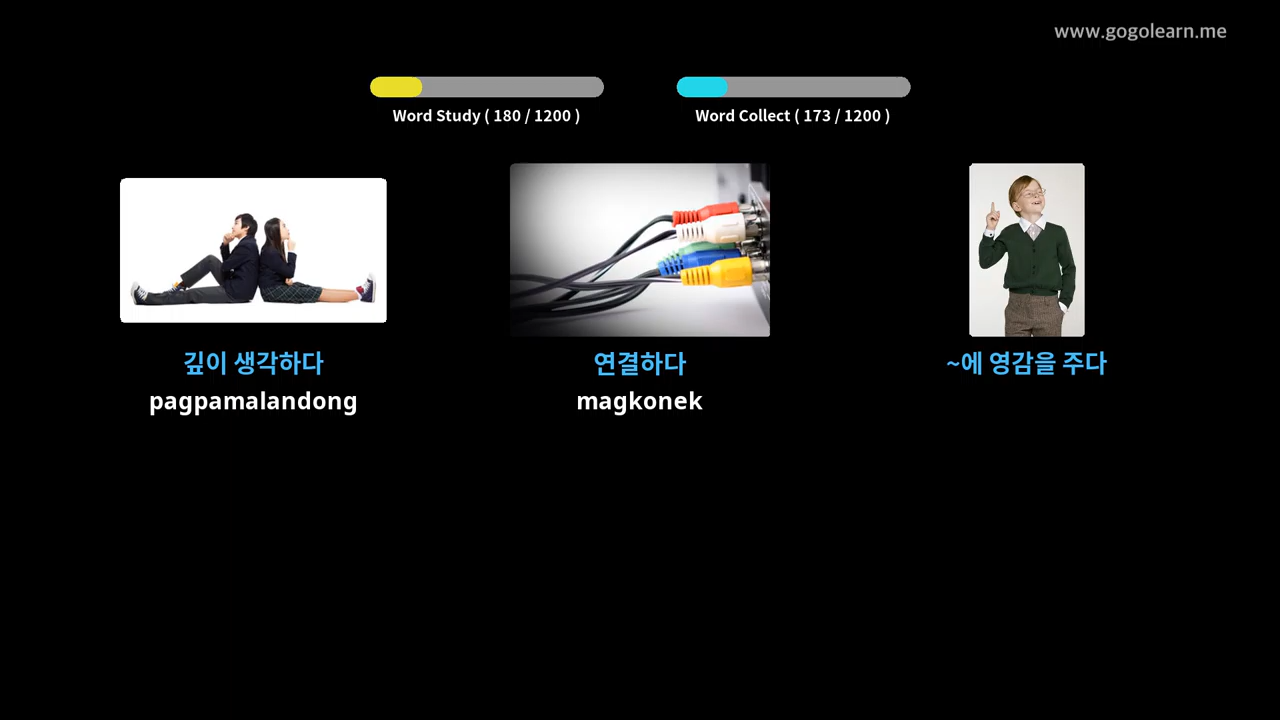 www.gogolearn.me
Word Study ( 180 / 1200 )
Word Collect ( 173 / 1200 )
깊이 생각하다
pagpamalandong
연결하다
magkonek
~에 영감을 주다